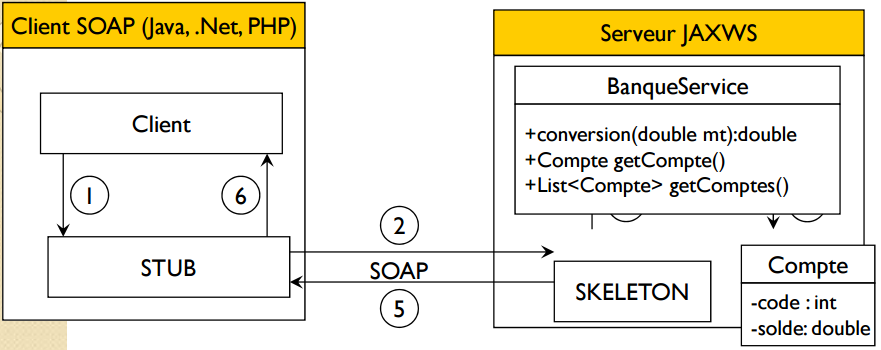 Client SOAP (Java, .Net, PHP)
Client
1
6
STUB
2
SOAP
5
Serveur JAXWS
BanqueService
+conversion(double mt):double
+Compte getCompte()
+List<Compte> getComptes()
SKELETON
Compte
-code : int
-solde: double